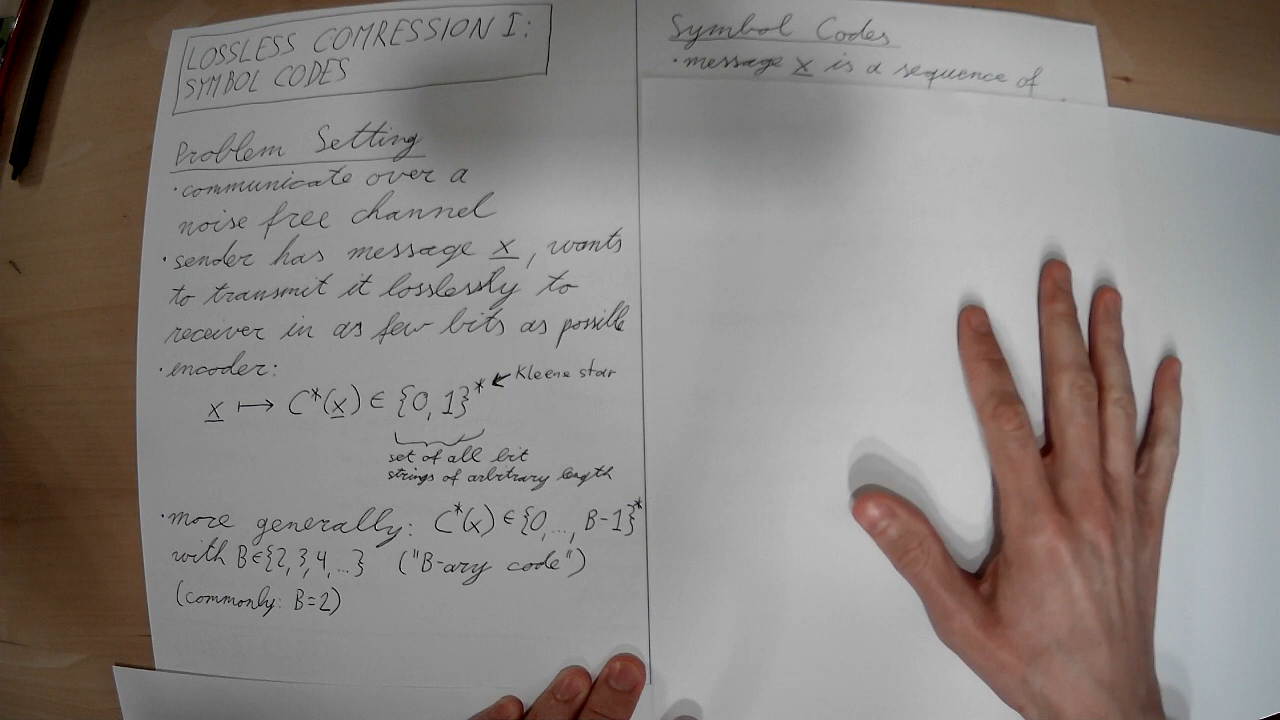 LOSSLESS COMRESSION I:
SYMBOL CODES
Problem Setting
• communicate over a
noise free channel
• sender has message x, wants
to transmit it losslessly to
receiver in as few bits as possible
• encoder:
x ↦ C*(x) ∈ {0,1}* ← Kleene star
set of all bit
strings of arbitrary length
• more generally: C*(x) ∈ {0,..., B-1}*
with B∈{2,3,4,...} ("B-ary code")
(commonly: B=2)
Symbol Codes
• message x is a sequence of